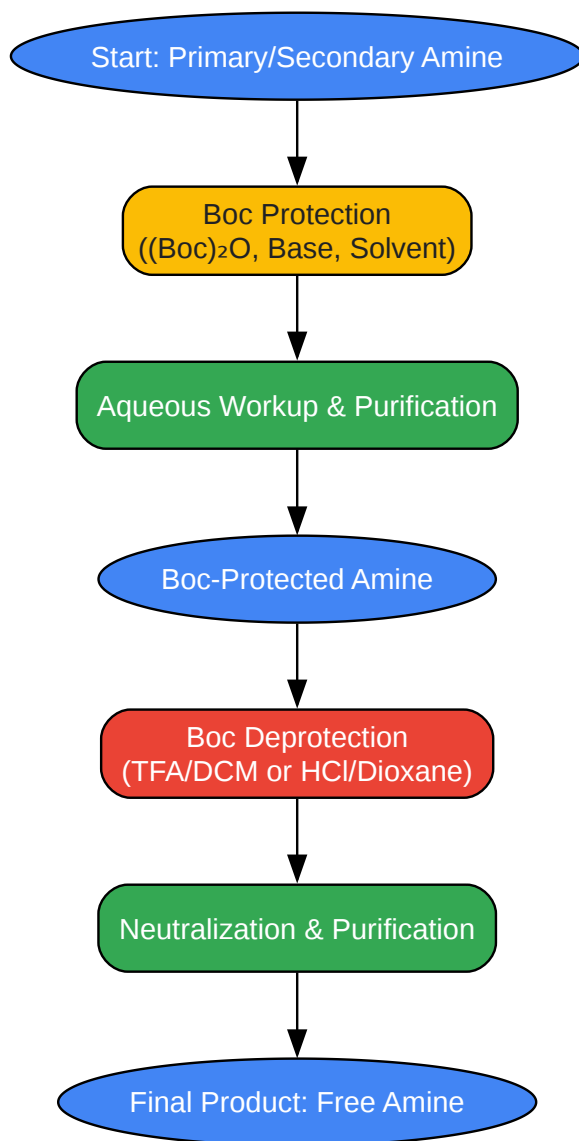 Start: Primary/Secondary Amine
Boc Protection
((Boc)₂O, Base, Solvent)
Aqueous Workup & Purification
Boc-Protected Amine
Boc Deprotection
(TFA/DCM or HCl/Dioxane)
Neutralization & Purification
Final Product: Free Amine